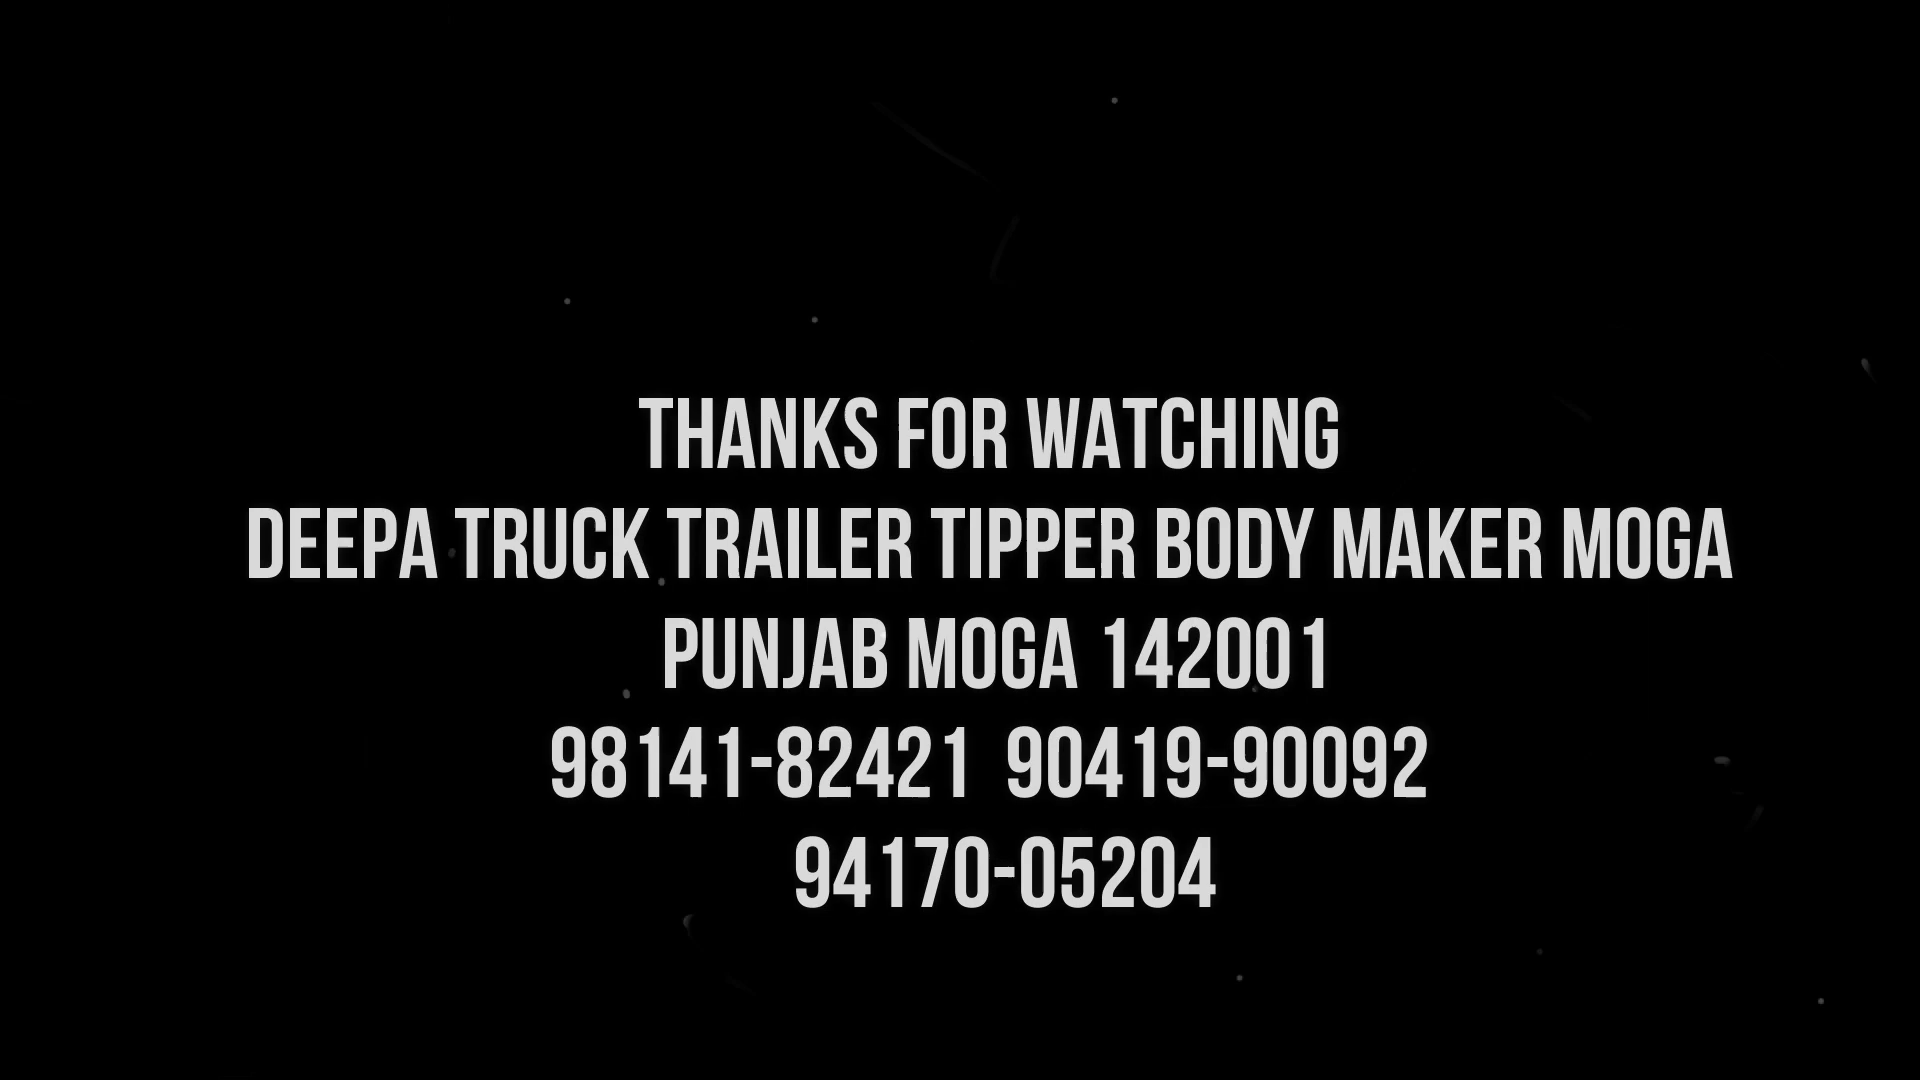 THANKS FOR WATCHING
DEEPA TRUCK TRAILER TIPPER BODY MAKER MOGA
PUNJAB MOGA 142001
98141-82421 90419-90092
94170-05204